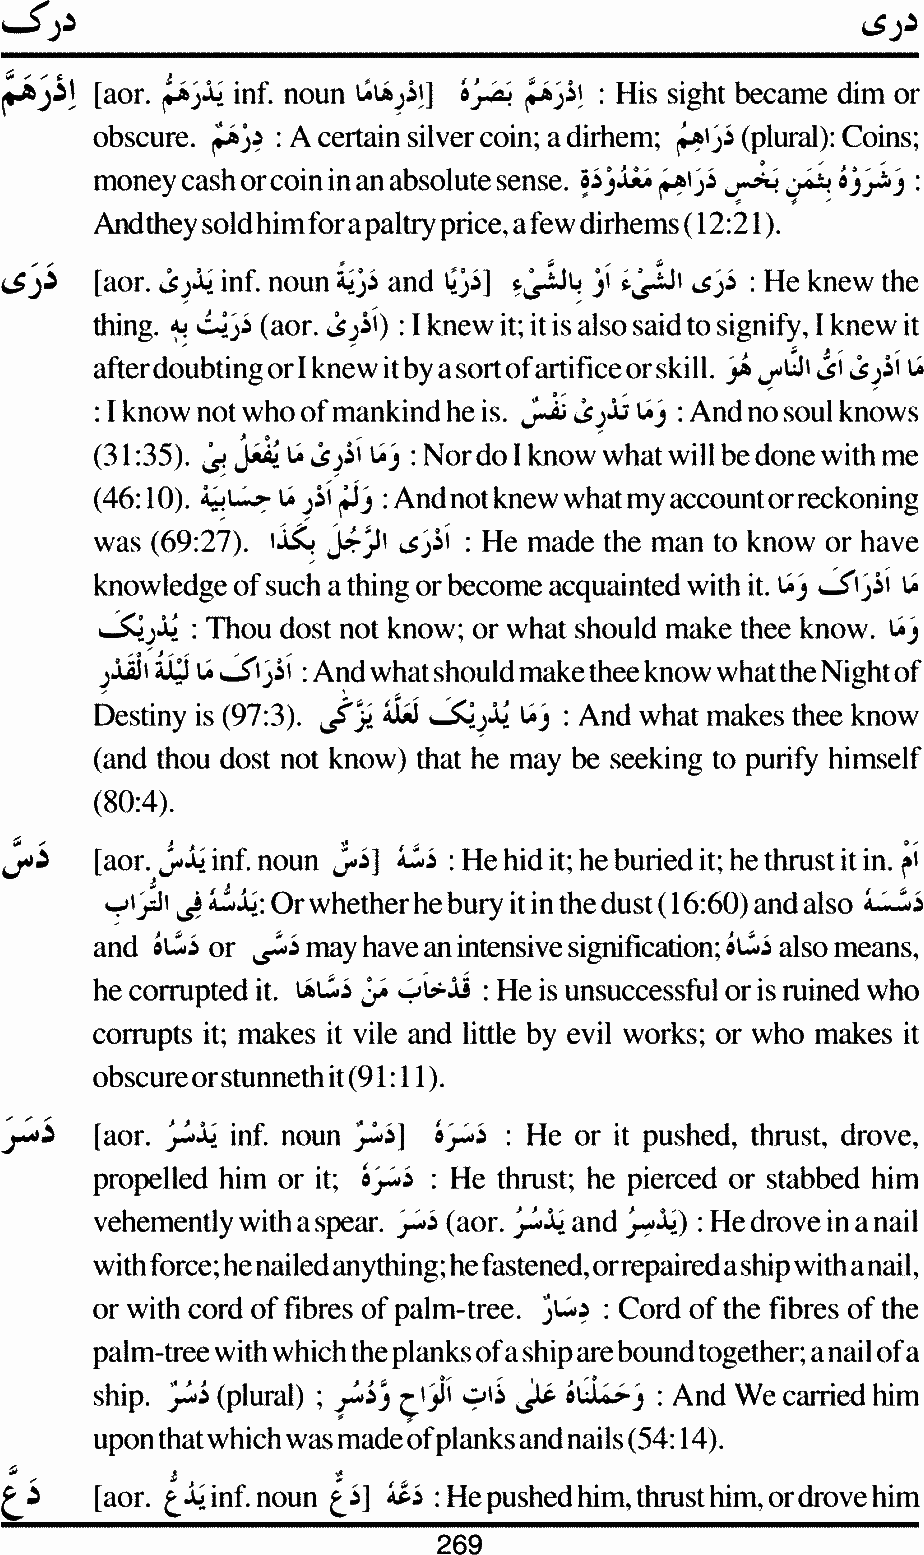 درک دری
اِدْرَهَمَّ [aor. يَدْرَهِمُّ inf. noun اِدْرِهْمَامًا] اِدْرَهَمَّ بَصَرُهُ : His sight became dim or
obscure. دِرْهَمٌ : A certain silver coin; a dirhem; دَرَاهِمُ (plural): Coins;
money cash or coin in an absolute sense. وَشَرَوْهُ بِثَمَنٍ بَخْسٍ دَرَاهِمَ مَعْدُوْدَةٍ :
And they sold him for a paltry price, a few dirhems (12:21).
دَرَى [aor. يَدْرِىْ inf. noun دَرْيَةً and دَرْيًا] دَرَى الشَّىْءَ اَوْ بِالشَّىْءِ : He knew the
thing. دَرَيْتُ بِهِ (aor. اَدْرِىْ) : I knew it; it is also said to signify, I knew it
after doubting or I knew it by a sort of artifice or skill. مَا اَدْرِىْ اَىُّ النَّاسِ هُوَ
: I know not who of mankind he is. وَمَا تَدْرِىْ نَفْسٌ : And no soul knows
(31:35). وَمَا اَدْرِىْ مَا يُفْعَلُ بِىْ : Nor do I know what will be done with me
(46:10). وَلَمْ اَدْرِ مَا حِسَابِيَهْ : And not knew what my account or reckoning
was (69:27). اَدْرَى الرَّجُلَ بِكَذَا : He made the man to know or have
knowledge of such a thing or become acquainted with it. مَا اَدْرَاکَ وَمَا
يُدْرِيْکَ : Thou dost not know; or what should make thee know. وَمَا
اَدْرَاکَ مَا لَيْلَةُ الْقَدْرِ : And what should make thee know what the Night of
Destiny is (97:3). وَمَا يُدْرِيْکَ لَعَلَّهٗ يَزَّكّٰى : And what makes thee know
(and thou dost not know) that he may be seeking to purify himself
(80:4).
دَسَّ [aor. يَدُسُّ inf. noun دَسٌّ] دَسَّهُ : He hid it; he buried it; he thrust it in. اَمْ
يَدُسُّهُ فِى التُّرَابِ: Or whether he bury it in the dust (16:60) and also دَسَّسَهُ
and دَسَّاهُ or دَسَّى may have an intensive signification; دَسَّاهُ also means,
he corrupted it. قَدْخَابَ مَنْ دَسَّاهَا : He is unsuccessful or is ruined who
corrupts it; makes it vile and little by evil works; or who makes it
obscure or stunneth it (91:11).
دَسَرَ [aor. يَدْسُرُ inf. noun دَسْرٌ] دَسَرَهُ : He or it pushed, thrust, drove,
propelled him or it; دَسَرَهُ : He thrust; he pierced or stabbed him
vehemently with a spear. دَسَرَ (aor. يَدْسُرُ and يَدْسِرُ) : He drove in a nail
with force; he nailed anything; he fastened, or repaired a ship with a nail,
or with cord of fibres of palm-tree. دِسَارٌ : Cord of the fibres of the
palm-tree with which the planks of a ship are bound together; a nail of a
ship. دُسُرٌ (plural) ; وَحَمَلْنَاهُ عَلٰى ذَاتِ اَلْوَاحٍ وَّدُسُرٍ : And We carried him
upon that which was made of planks and nails (54:14).
دَعَّ [aor. يَدُعُّ inf. noun دَعٌّ] دَعَّهُ : He pushed him, thrust him, or drove him
269